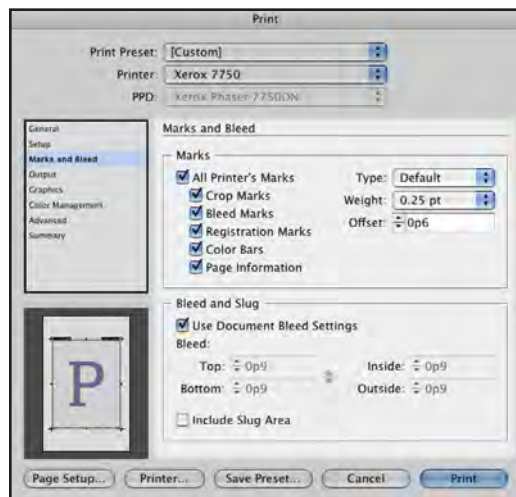 Print
Print Preset: [Custom]
Printer: Xerox 7750
PPD: Xerox Phaser 7750DN
General
Setup
Marks and Bleed
Output
Graphics
Color Management
Advanced
Summary
Marks and Bleed
Marks
All Printer's Marks
Crop Marks
Bleed Marks
Registration Marks
Color Bars
Page Information
Type: Default
Weight: 0.25 pt
Offset: 0p6
Bleed and Slug
Use Document Bleed Settings
Bleed:
Top: 0p9 Inside: 0p9
Bottom: 0p9 Outside: 0p9
Include Slug Area
P
Page Setup... Printer... Save Preset... Cancel Print